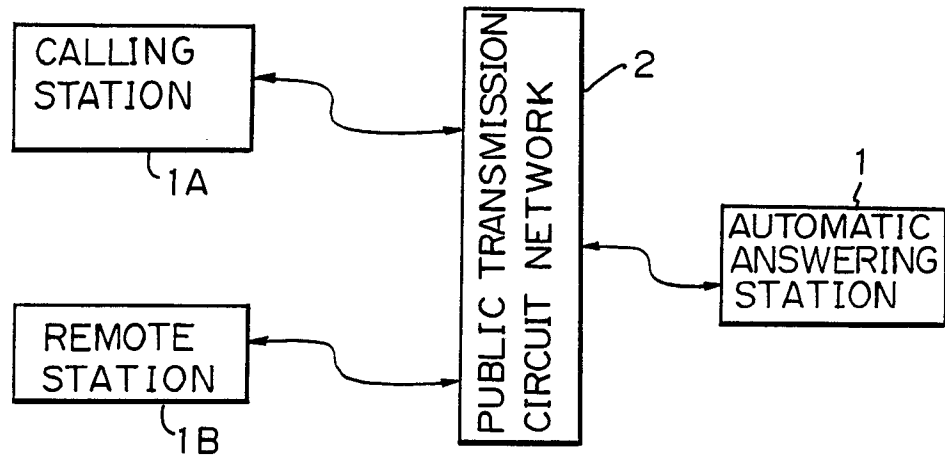 CALLING
STATION
1A
REMOTE
STATION
1B
PUBLIC TRANSMISSION
CIRCUIT NETWORK
2
1
AUTOMATIC
ANSWERING
STATION